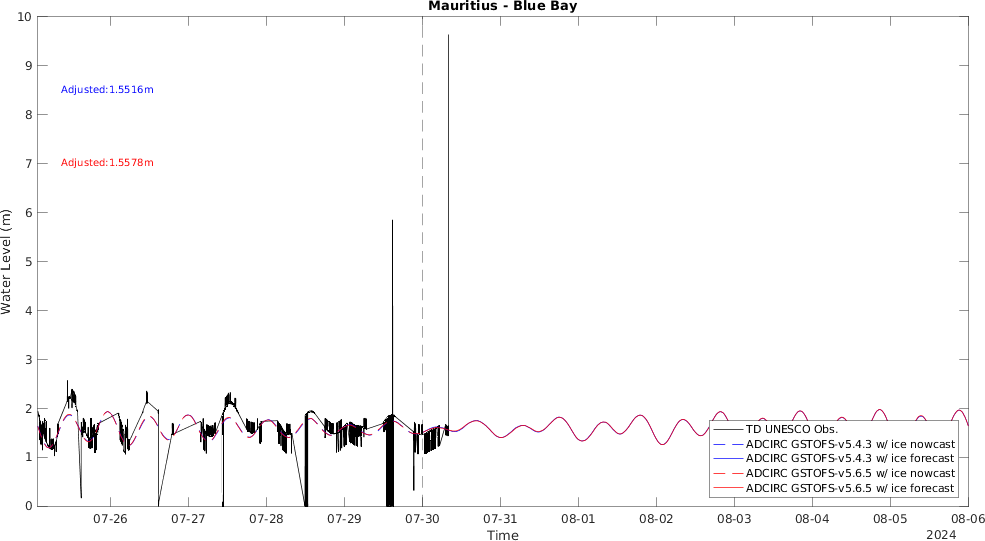 Mauritius - Blue Bay
10
9
8
7
6
5
4
3
2
1
0
Water Level (m)
Adjusted:1.5516m
Adjusted:1.5578m
TD UNESCO Obs.
ADCIRC GSTOFS-v5.4.3 w/ ice nowcast
ADCIRC GSTOFS-v5.4.3 w/ ice forecast
ADCIRC GSTOFS-v5.6.5 w/ ice nowcast
ADCIRC GSTOFS-v5.6.5 w/ ice forecast
07-26 07-27 07-28 07-29 07-30 07-31 08-01 08-02 08-03 08-04 08-05 08-06
Time
2024